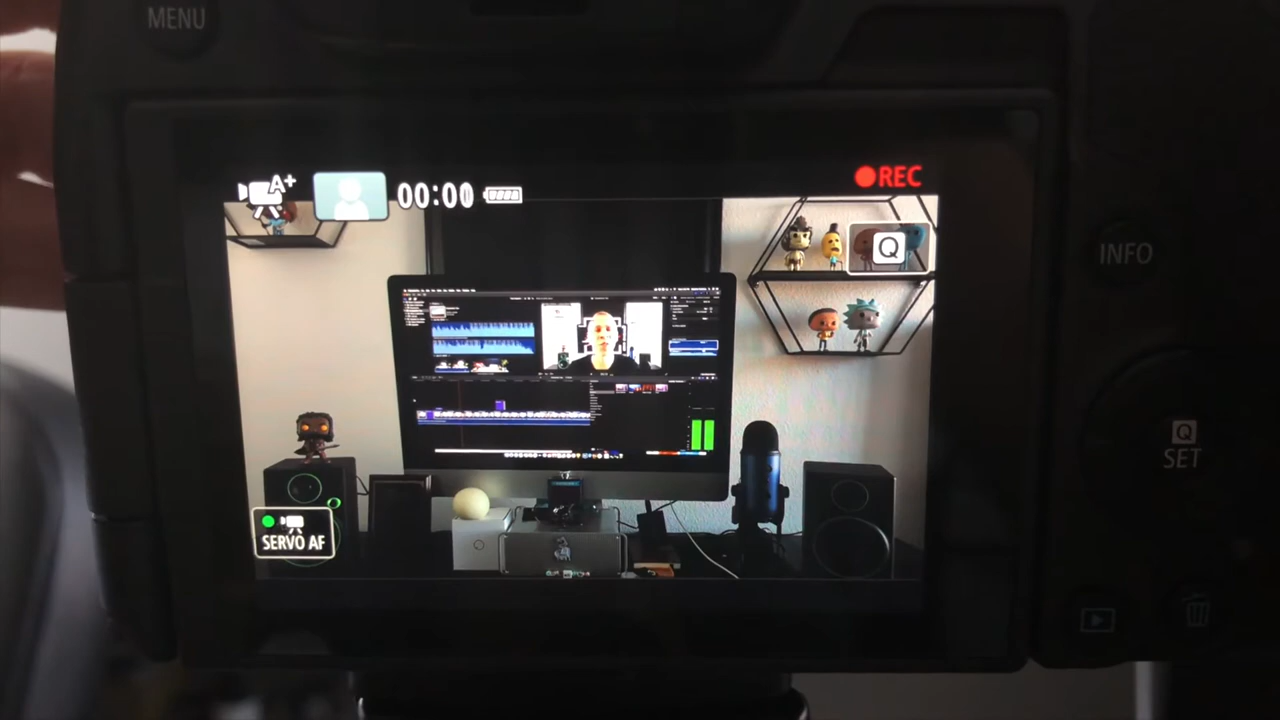 MENU
A+
00:00
REC
Q
INFO
Q
SET
SERVO AF